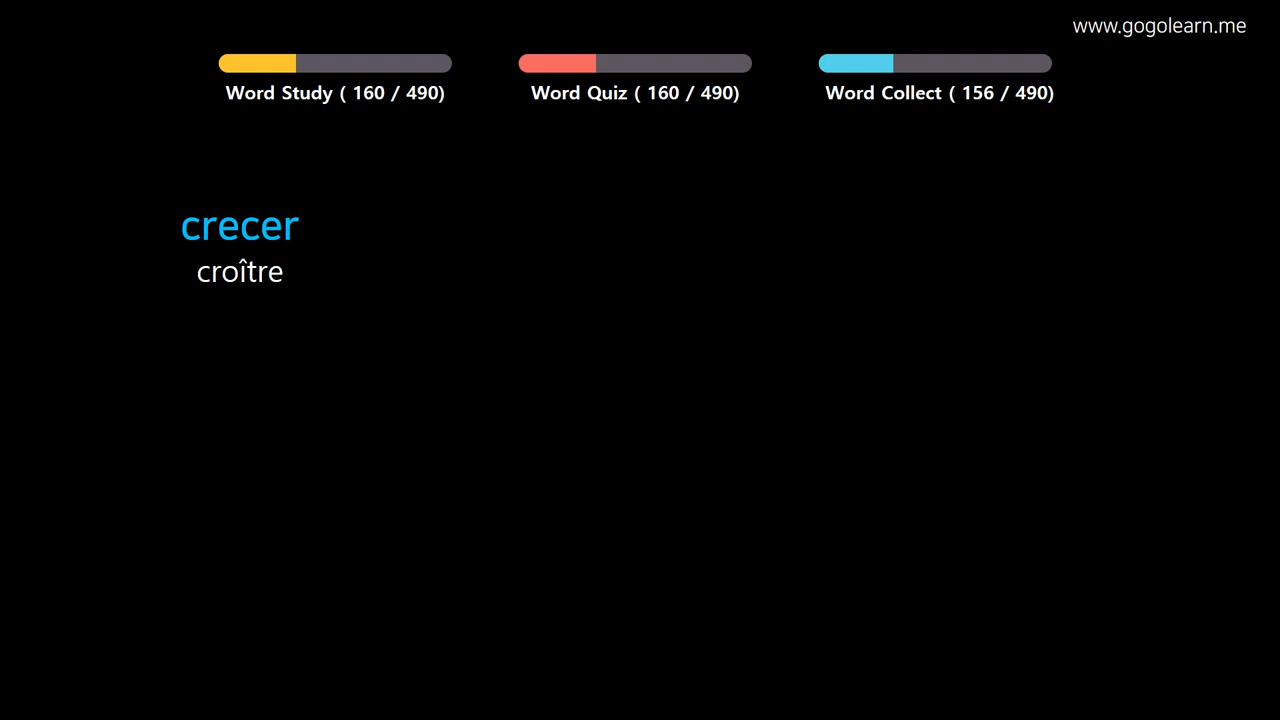 www.gogolearn.me
Word Study ( 160 / 490)
Word Quiz ( 160 / 490)
Word Collect ( 156 / 490)
crecer
croître